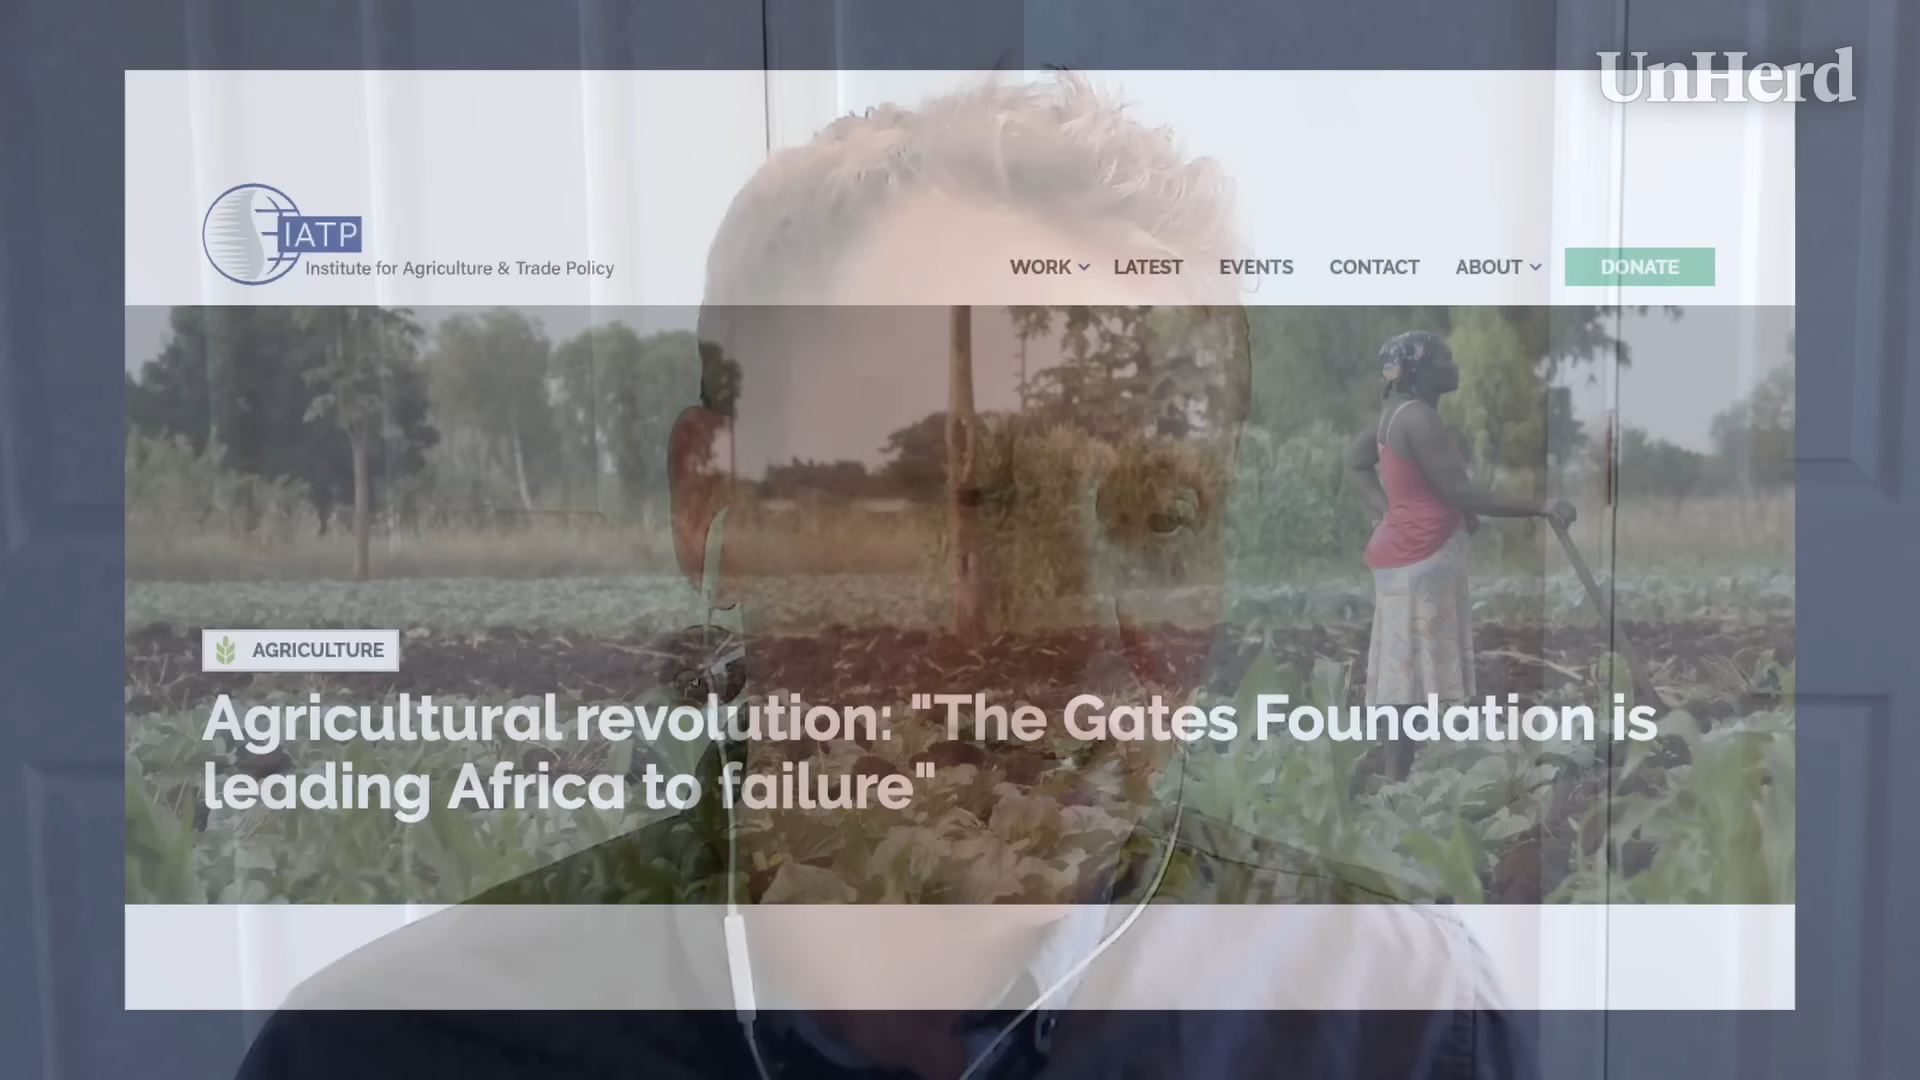 UnHerd
IATP
Institute for Agriculture & Trade Policy
WORK LATEST EVENTS CONTACT ABOUT DONATE
AGRICULTURE
Agricultural revolution: "The Gates Foundation is
leading Africa to failure"